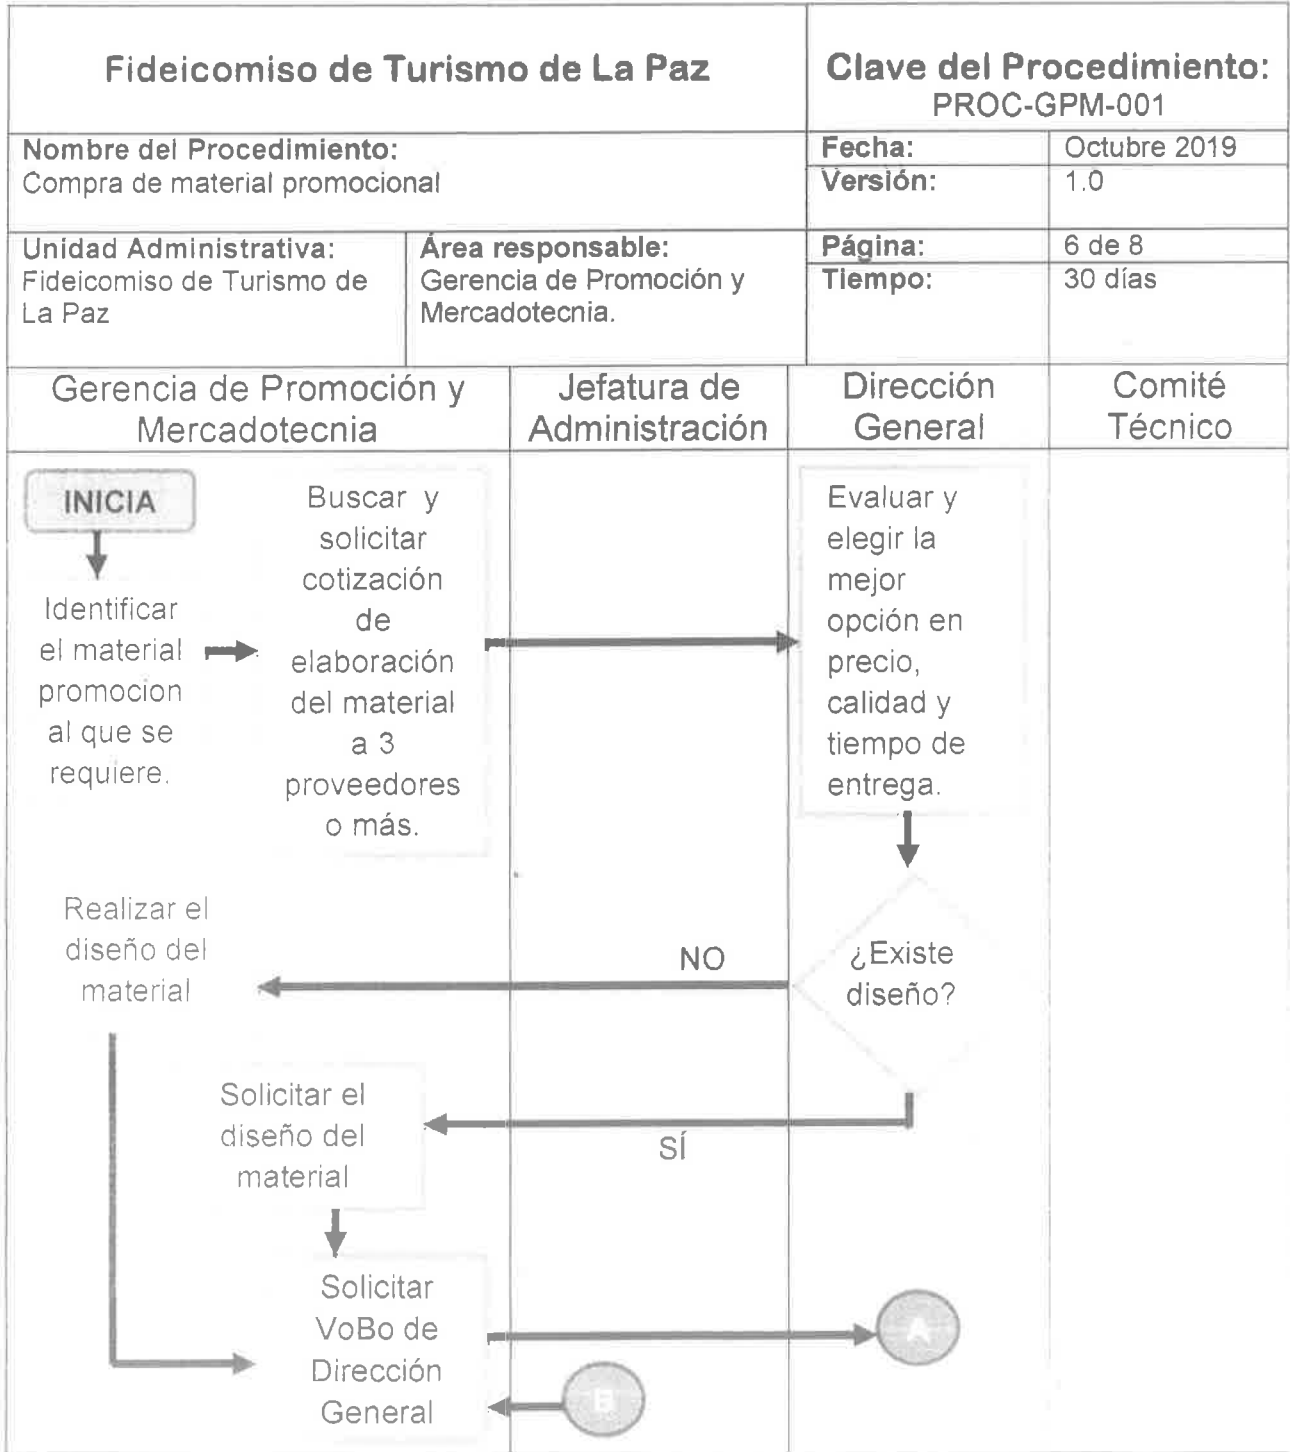 Fideicomiso de Turismo de La Paz
Clave del Procedimiento:
PROC-GPM-001
Nombre del Procedimiento:
Compra de material promocional
Fecha:
Octubre 2019
Versión:
1.0
Unidad Administrativa:
Fideicomiso de Turismo de
La Paz
Área responsable:
Gerencia de Promoción y
Mercadotecnia.
Página:
6 de 8
Tiempo:
30 días
Gerencia de Promoción y
Mercadotecnia
Jefatura de
Administración
Dirección
General
Comité
Técnico
INICIA
Identificar
el material
promocion
al que se
requiere.
Buscar y
solicitar
cotización
de
elaboración
del material
a 3
proveedores
o más.
Evaluar y
elegir la
mejor
opción en
precio,
calidad y
tiempo de
entrega.
¿Existe
diseño?
NO
Realizar el
diseño del
material
SÍ
Solicitar el
diseño del
material
Solicitar
VoBo de
Dirección
General
A
B